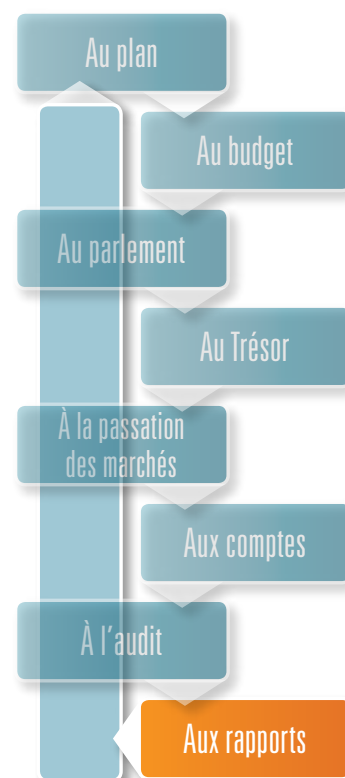 Au plan
Au budget
Au parlement
Au Trésor
À la passation
des marchés
Aux comptes
À l'audit
Aux rapports